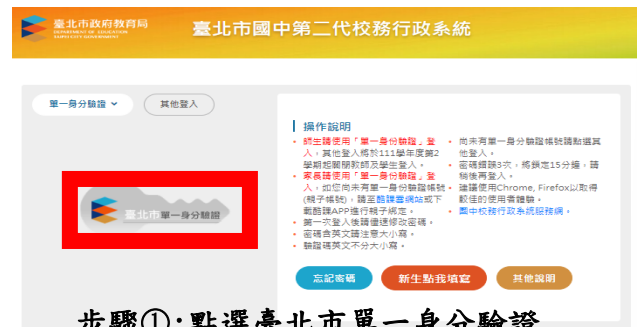 臺北市政府教育局
DEPARTMENT OF EDUCATION
TAIPEI CITY GOVERNMENT
臺北市國中第二代校務行政系統
單一身分驗證
其他登入
臺北市單一身分驗證
操作說明
師生請使用「單一身份驗證」登
入，其他登入將於111學年度第2
學期起關閉教師及學生登入。
家長請使用「單一身份驗證」登
入，如您尚未有單一身份驗證帳號
(親子帳號)，請至酷課雲網站或下
載酷課APP進行親子綁定。
第一次登入後請儘速修改密碼。
密碼含英文請注意大小寫。
驗證碼英文不分大小寫。
尚未有單一身分驗證帳號請點選其
他登入。
密碼錯誤3次，將鎖定15分鐘，請
稍後再登入。
建議使用Chrome, Firefox以取得
較佳的使用者體驗。
國中校務行政系統服務網。
忘記密碼
新生點我填寫
其他說明
步驟①:點選臺北市單一身分驗證